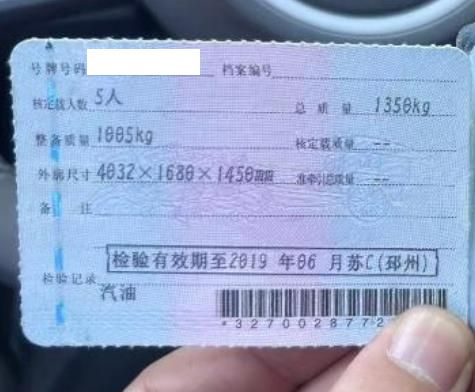 号牌号码 档案编号
核定载人数 5人 总质量 1350kg
整备质量 1005kg 核定载质量 --
外廓尺寸 4032×1680×1450mm 准牵引总质量 --
备注
检验有效期至2019年06月苏C(邳州)
检验记录
汽油
*3270028772